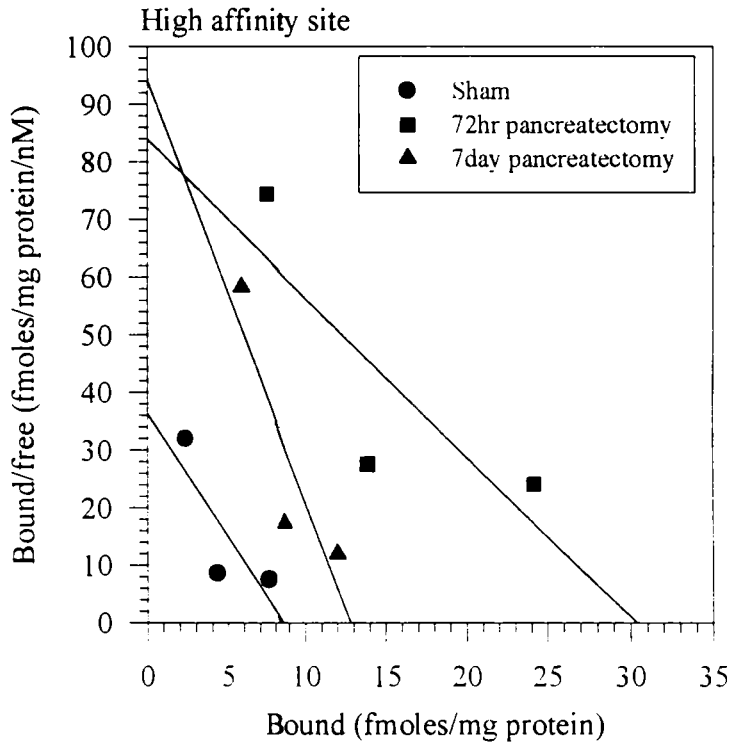 High affinity site
100
90
80
70
60
50
40
30
20
10
0
Bound/free (fmoles/mg protein/nM)
Sham
72hr pancreatectomy
7day pancreatectomy
0 5 10 15 20 25 30 35
Bound (fmoles/mg protein)